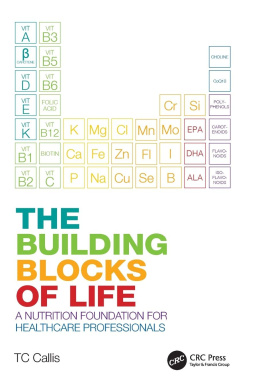 VIT A
VIT B3
β CAROTENE
VIT B5
CHOLINE
VIT D
VIT B6
CoQ10
VIT E
FOLIC ACID
Cr
Si
POLY-PHENOLS
VIT K
VIT B12
K
Mg
Cl
Mn
Mo
EPA
CAROT-ENOIDS
VIT B1
BIOTIN
Ca
Fe
Zn
Fl
I
DHA
FLAVO-NOIDS
VIT B2
VIT C
P
Na
Cu
Se
B
ALA
ISO-FLAVO-NOIDS
THE
BUILDING
BLOCKS
OF LIFE
A NUTRITION FOUNDATION FOR
HEALTHCARE PROFESSIONALS
TC Callis
CRC
CRC Press
Taylor & Francis Group